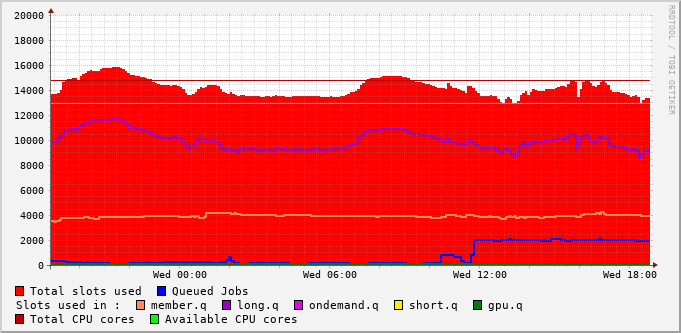 RRDTOOL / TOBI OETIKER
20000
18000
16000
14000
12000
10000
8000
6000
4000
2000
0
Wed 00:00 Wed 06:00 Wed 12:00 Wed 18:00
Total slots used Queued Jobs
Slots used in : member.q long.q ondemand.q short.q gpu.q
Total CPU cores Available CPU cores